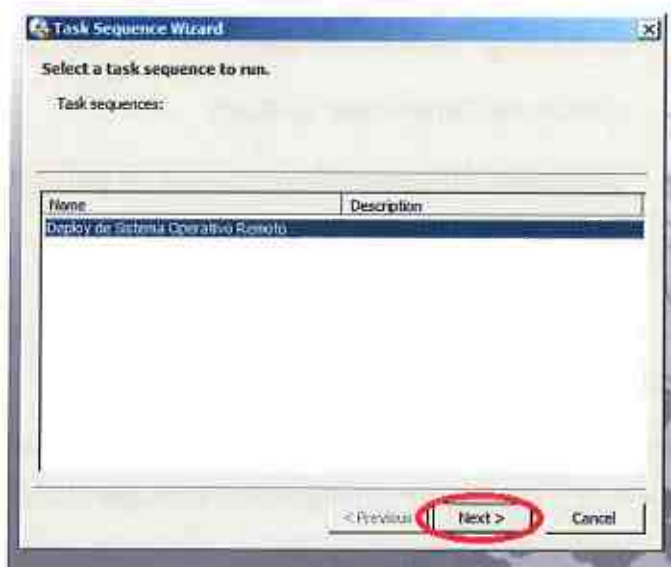 Task Sequence Wizard
Select a task sequence to run.
Task sequences:
Name Description
Deploy de Sistema Operativo Remoto
< Previous Next > Cancel